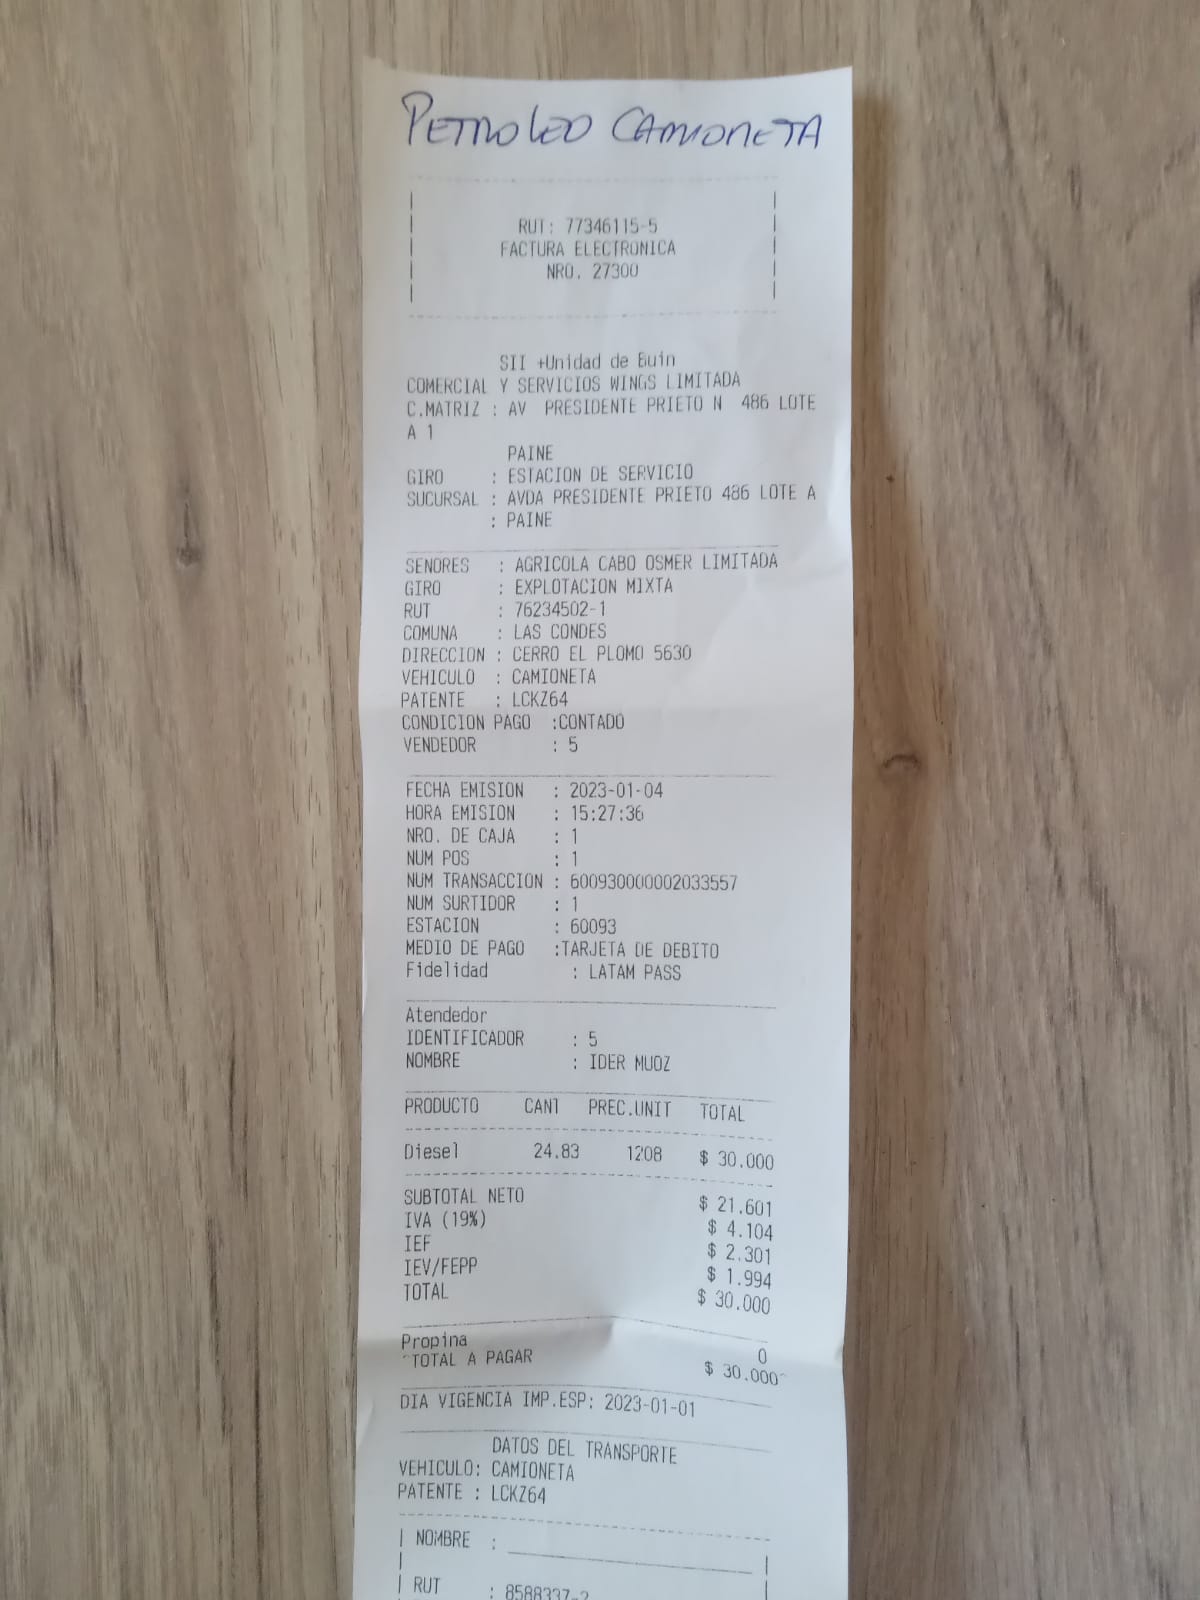 PETROLEO CAMIONETA
RUT: 77346115-5
FACTURA ELECTRONICA
NRO. 27300
SII +Unidad de Buin
COMERCIAL Y SERVICIOS WINGS LIMITADA
C.MATRIZ : AV PRESIDENTE PRIETO N 486 LOTE
A 1
PAINE
GIRO : ESTACION DE SERVICIO
SUCURSAL : AVDA PRESIDENTE PRIETO 486 LOTE A
: PAINE
SENORES : AGRICOLA CABO OSMER LIMITADA
GIRO : EXPLOTACION MIXTA
RUT : 76234502-1
COMUNA : LAS CONDES
DIRECCION : CERRO EL PLOMO 5630
VEHICULO : CAMIONETA
PATENTE : LCKZ64
CONDICION PAGO :CONTADO
VENDEDOR : 5
FECHA EMISION : 2023-01-04
HORA EMISION : 15:27:36
NRO. DE CAJA : 1
NUM POS : 1
NUM TRANSACCION : 600930000002033557
NUM SURTIDOR : 1
ESTACION : 60093
MEDIO DE PAGO :TARJETA DE DEBITO
Fidelidad : LATAM PASS
Atendedor
IDENTIFICADOR : 5
NOMBRE : IDER MUOZ
PRODUCTO CANT PREC.UNIT TOTAL
Diesel 24.83 1208 $ 30.000
SUBTOTAL NETO $ 21.601
IVA (19%) $ 4.104
IEF $ 2.301
IEV/FEPP $ 1.994
TOTAL $ 30.000
Propina 0
TOTAL A PAGAR $ 30.000
DIA VIGENCIA IMP.ESP: 2023-01-01
DATOS DEL TRANSPORTE
VEHICULO: CAMIONETA
PATENTE : LCKZ64
NOMBRE :
RUT : 8588337-2